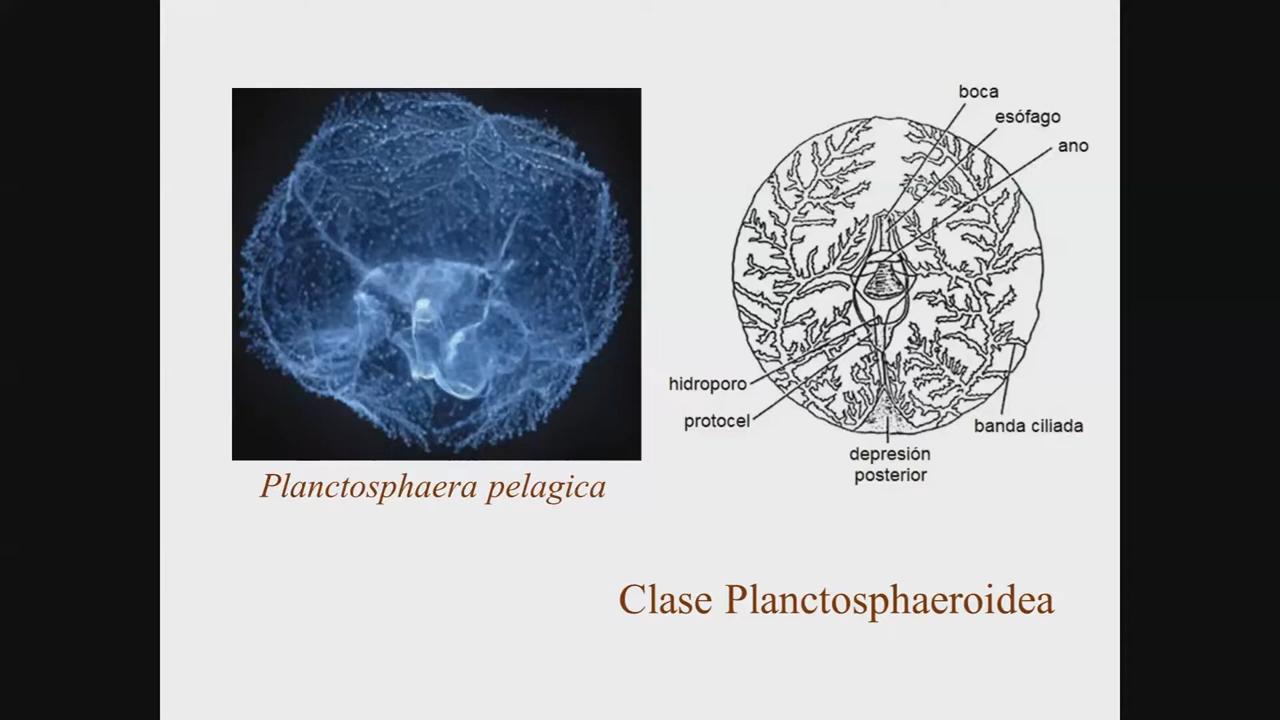 boca
esófago
ano
hidroporo
protocel
banda ciliada
depresión
posterior
Planctosphaera pelagica
Clase Planctosphaeroidea